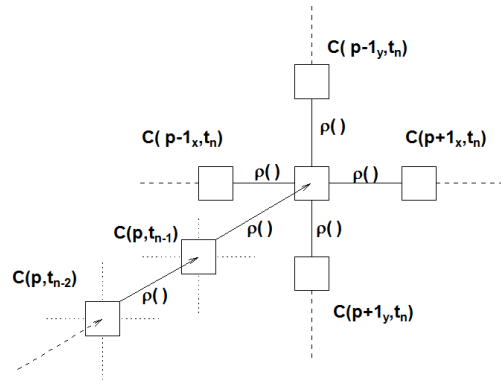 C( p-1y,tn)
C( p-1x,tn)
C(p+1x,tn)
ρ( )
ρ( )
ρ( )
C(p,tn-1)
ρ( )
ρ( )
C(p,tn-2)
ρ( )
C(p+1y,tn)